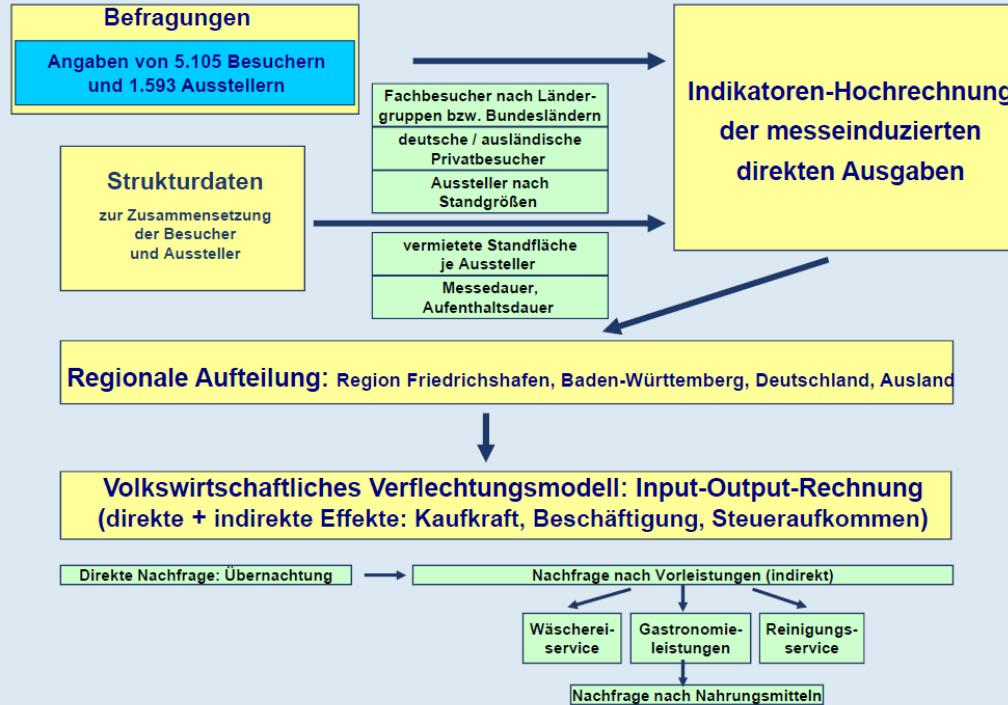 Befragungen
Angaben von 5.105 Besuchern
und 1.593 Ausstellern
Strukturdaten
zur Zusammensetzung
der Besucher
und Aussteller
Fachbesucher nach Länder-
gruppen bzw. Bundesländern
deutsche / ausländische
Privatbesucher
Aussteller nach
Standgrößen
vermietete Standfläche
je Aussteller
Messedauer,
Aufenthaltsdauer
Indikatoren-Hochrechnung
der messeinduzierten
direkten Ausgaben
Regionale Aufteilung: Region Friedrichshafen, Baden-Württemberg, Deutschland, Ausland
Volkswirtschaftliches Verflechtungsmodell: Input-Output-Rechnung
(direkte + indirekte Effekte: Kaufkraft, Beschäftigung, Steueraufkommen)
Direkte Nachfrage: Übernachtung
Nachfrage nach Vorleistungen (indirekt)
Wäscherei-
service
Gastronomie-
leistungen
Reinigungs-
service
Nachfrage nach Nahrungsmitteln